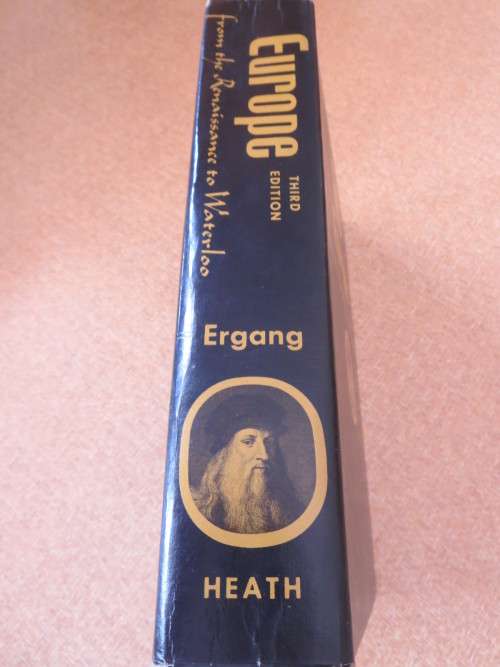 Europe
from the Renaissance to Waterloo
THIRD
EDITION
Ergang
HEATH